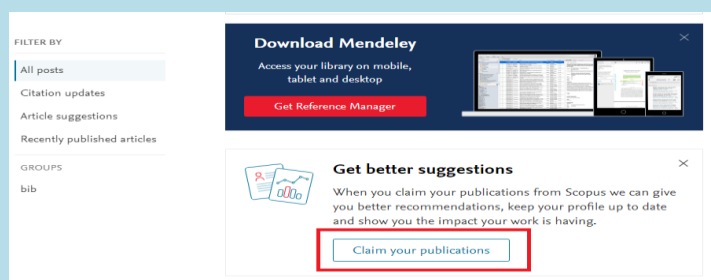 FILTER BY
All posts
Citation updates
Article suggestions
Recently published articles
GROUPS
bib
Download Mendeley
Access your library on mobile,
tablet and desktop
Get Reference Manager
Get better suggestions
When you claim your publications from Scopus we can give
you better recommendations, keep your profile up to date
and show you the impact your work is having.
Claim your publications